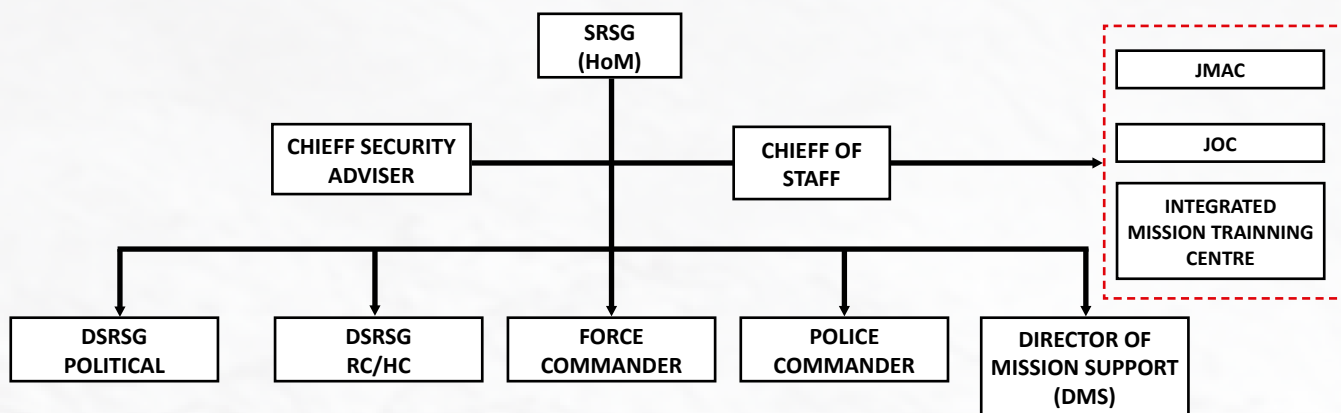 SRSG
(HoM)
JMAC
JOC
INTEGRATED
MISSION TRAINNING
CENTRE
CHIEFF SECURITY
ADVISER
CHIEFF OF
STAFF
DSRSG
POLITICAL
DSRSG
RC/HC
FORCE
COMMANDER
POLICE
COMMANDER
DIRECTOR OF
MISSION SUPPORT
(DMS)